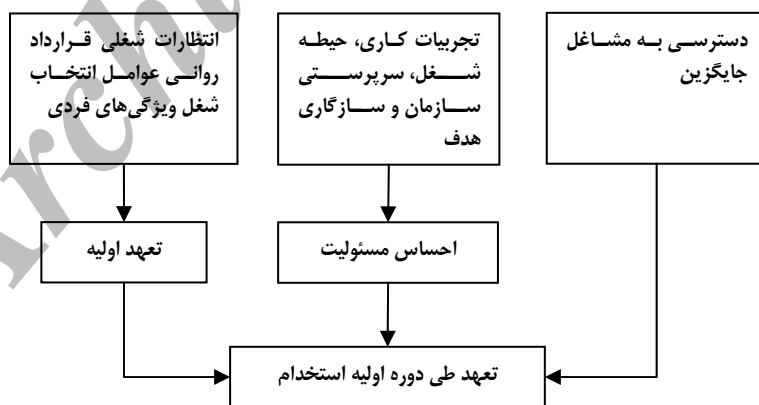 دسترسی به مشاغل
جایگزین
تجربیات کاری، حیطه
شغل، سرپرستی
سازمان و سازگاری
هدف
انتظارات شغلی قرارداد
روانی عوامل انتخاب
شغل ویژگی‌های فردی
احساس مسئولیت
تعهد اولیه
تعهد طی دوره اولیه استخدام